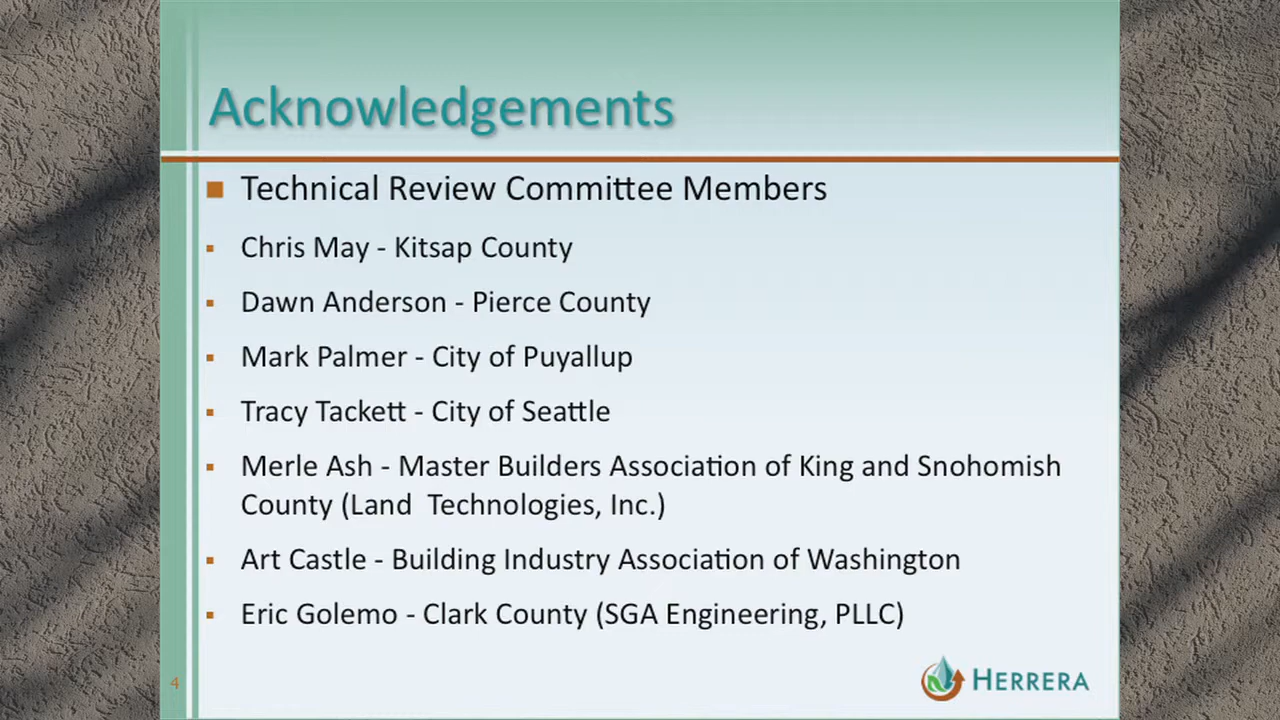 Acknowledgements
Technical Review Committee Members
Chris May - Kitsap County
Dawn Anderson - Pierce County
Mark Palmer - City of Puyallup
Tracy Tackett - City of Seattle
Merle Ash - Master Builders Association of King and Snohomish
County (Land  Technologies, Inc.)
Art Castle - Building Industry Association of Washington
Eric Golemo - Clark County (SGA Engineering, PLLC)
4
HERRERA